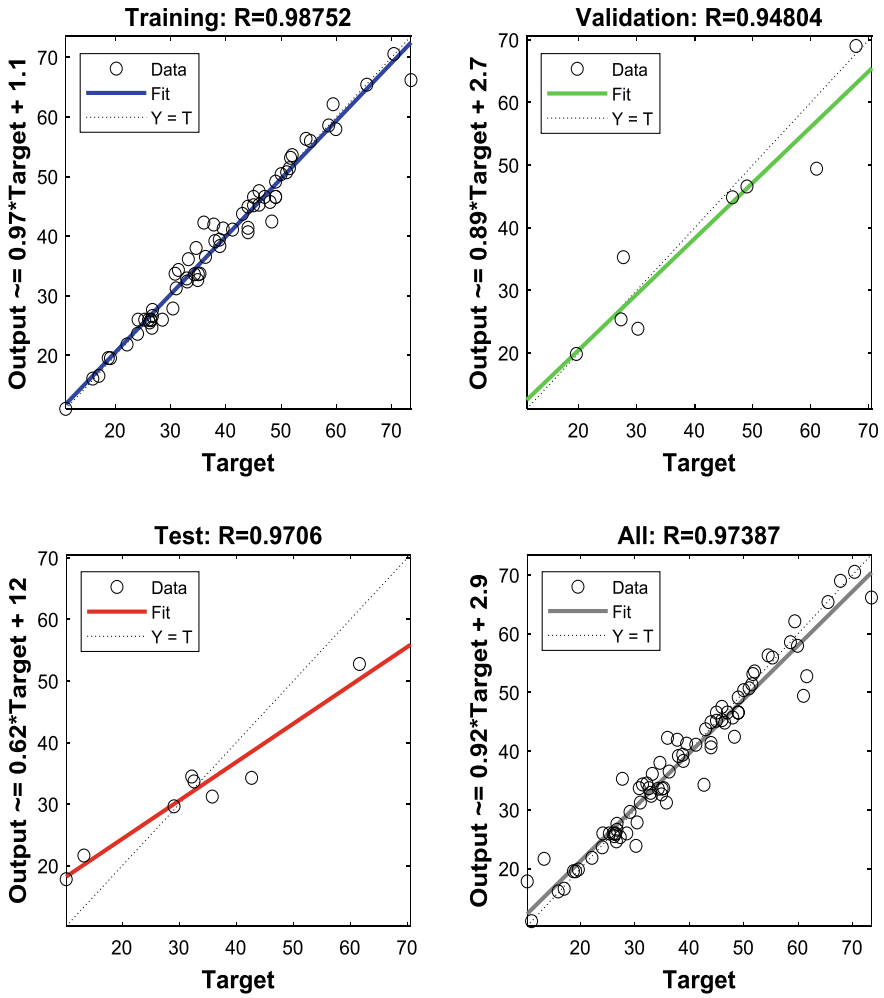 Training: R=0.98752
Output ~= 0.97*Target + 1.1
70
60
50
40
30
20
Data
Fit
Y = T
20 30 40 50 60 70
Target
Validation: R=0.94804
Output ~= 0.89*Target + 2.7
70
60
50
40
30
20
Data
Fit
Y = T
20 30 40 50 60 70
Target
Test: R=0.9706
Output ~= 0.62*Target + 12
70
60
50
40
30
20
Data
Fit
Y = T
20 30 40 50 60 70
Target
All: R=0.97387
Output ~= 0.92*Target + 2.9
70
60
50
40
30
20
Data
Fit
Y = T
20 30 40 50 60 70
Target